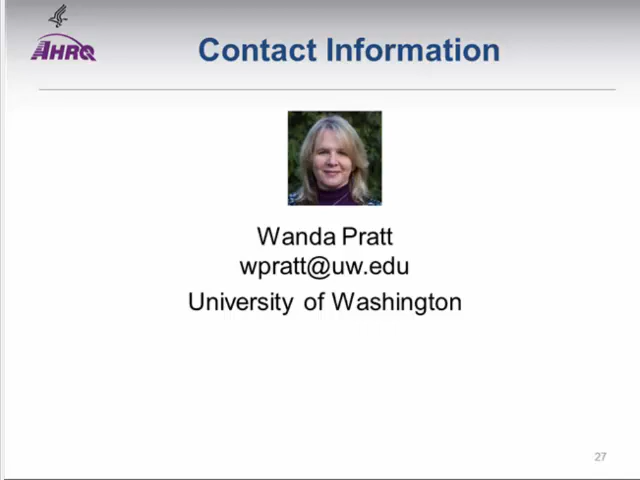 AHRQ
Contact Information
Wanda Pratt
wpratt@uw.edu
University of Washington
27